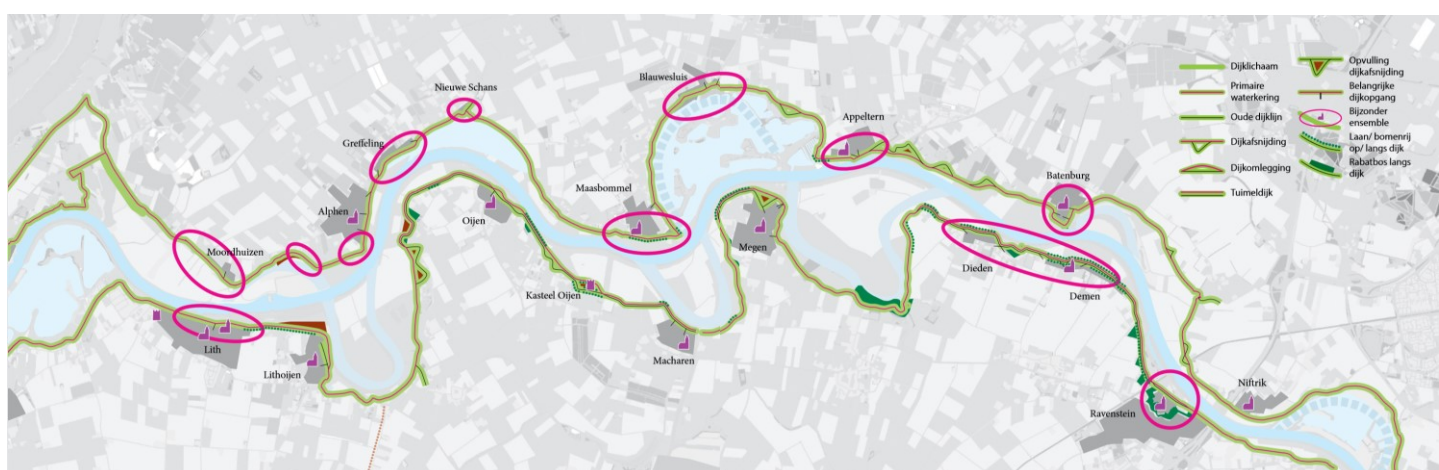 Nieuwe Schans
Blauwesluis
Greffeling
Appeltern
Batenburg
Maasbommel
Alphen
Oijen
Moordhuizen
Megen
Dieden
Kasteel Oijen
Demen
Lith
Macharen
Lithoijen
Niftrik
Ravenstein
Dijklichaam
Primaire
waterkering
Oude dijklijn
Dijkafsnijding
Dijkomlegging
Tuimeldijk
Opvulling
dijkafsnijding
Belangrijke
dijkopgang
Bijzonder
ensemble
Laan/ bomenrij
op/ langs dijk
Rabatbos langs
dijk